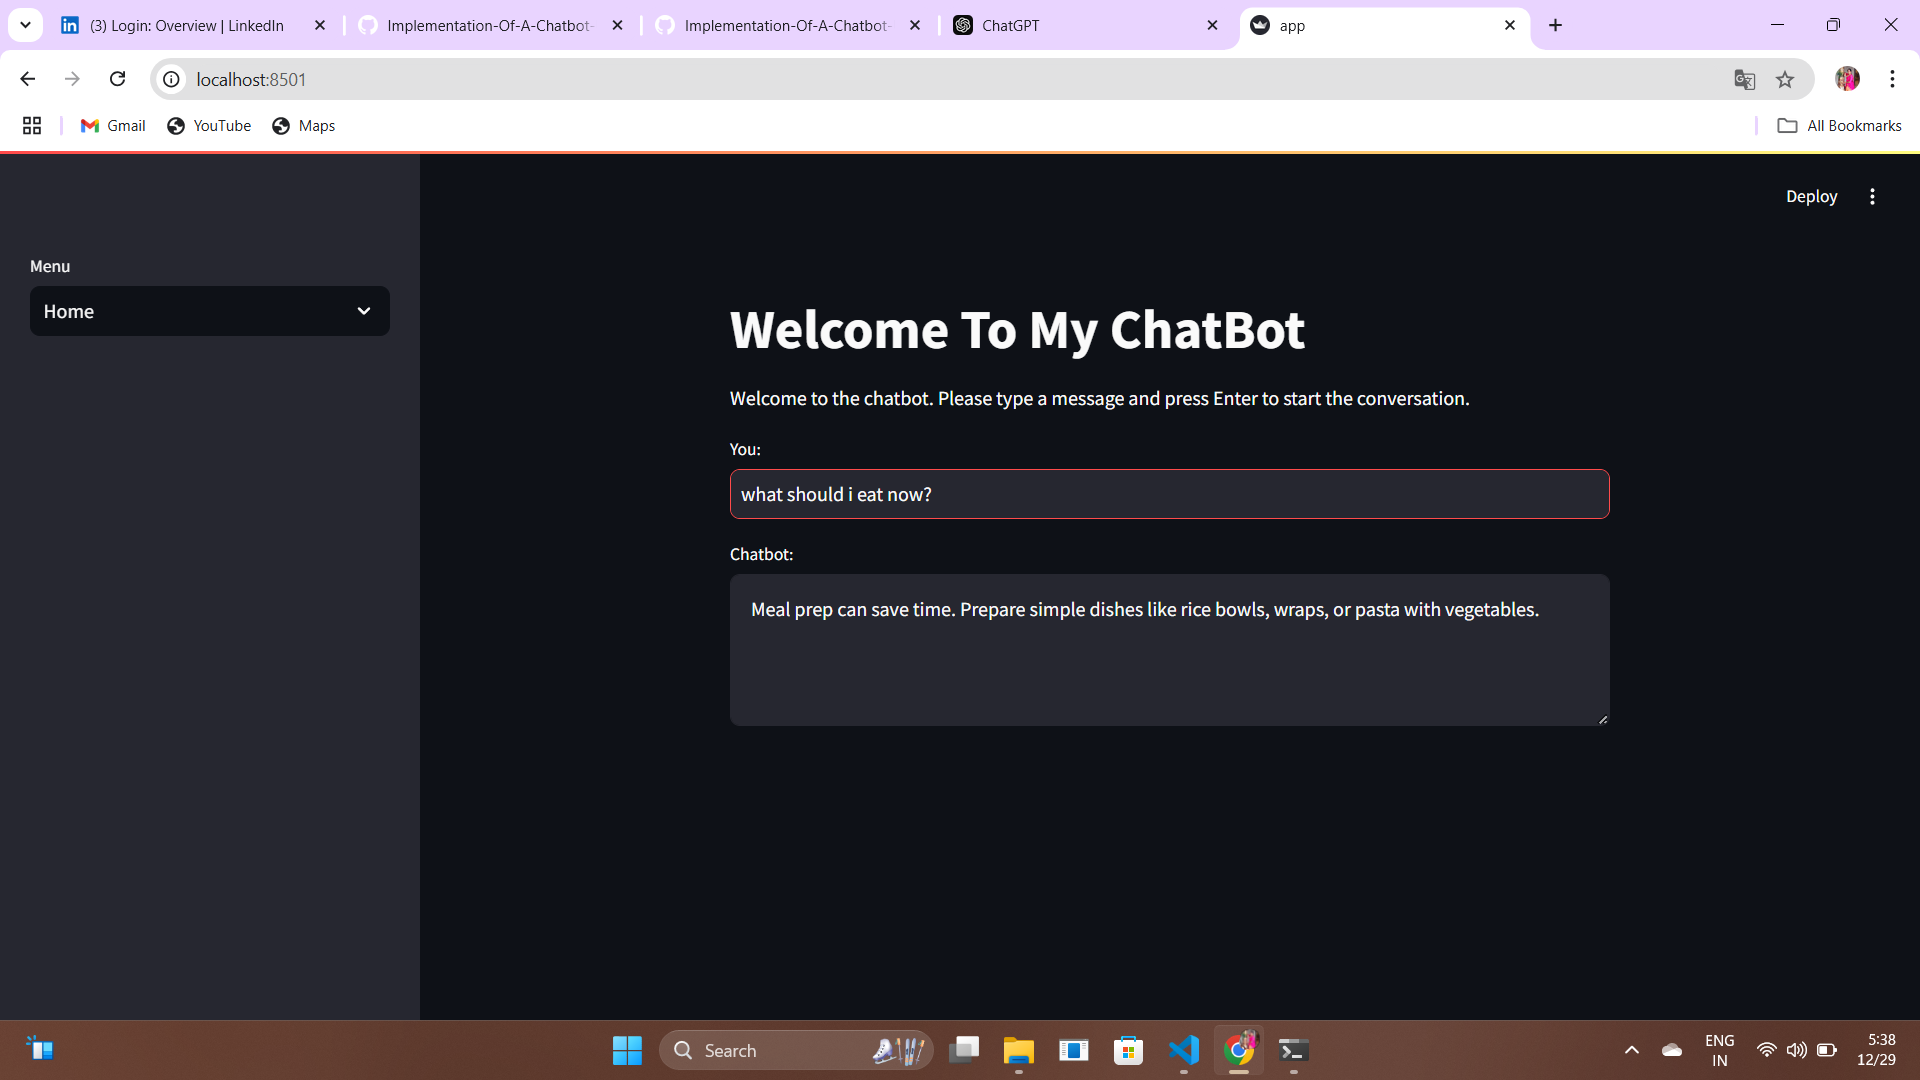 (3) Login: Overview | LinkedIn
Implementation-Of-A-Chatbot-
Implementation-Of-A-Chatbot-
ChatGPT
app
localhost:8501
Gmail
YouTube
Maps
All Bookmarks
Deploy
Menu
Home
Welcome To My ChatBot
Welcome to the chatbot. Please type a message and press Enter to start the conversation.
You:
what should i eat now?
Chatbot:
Meal prep can save time. Prepare simple dishes like rice bowls, wraps, or pasta with vegetables.
Search
ENG
IN
5:38
12/29